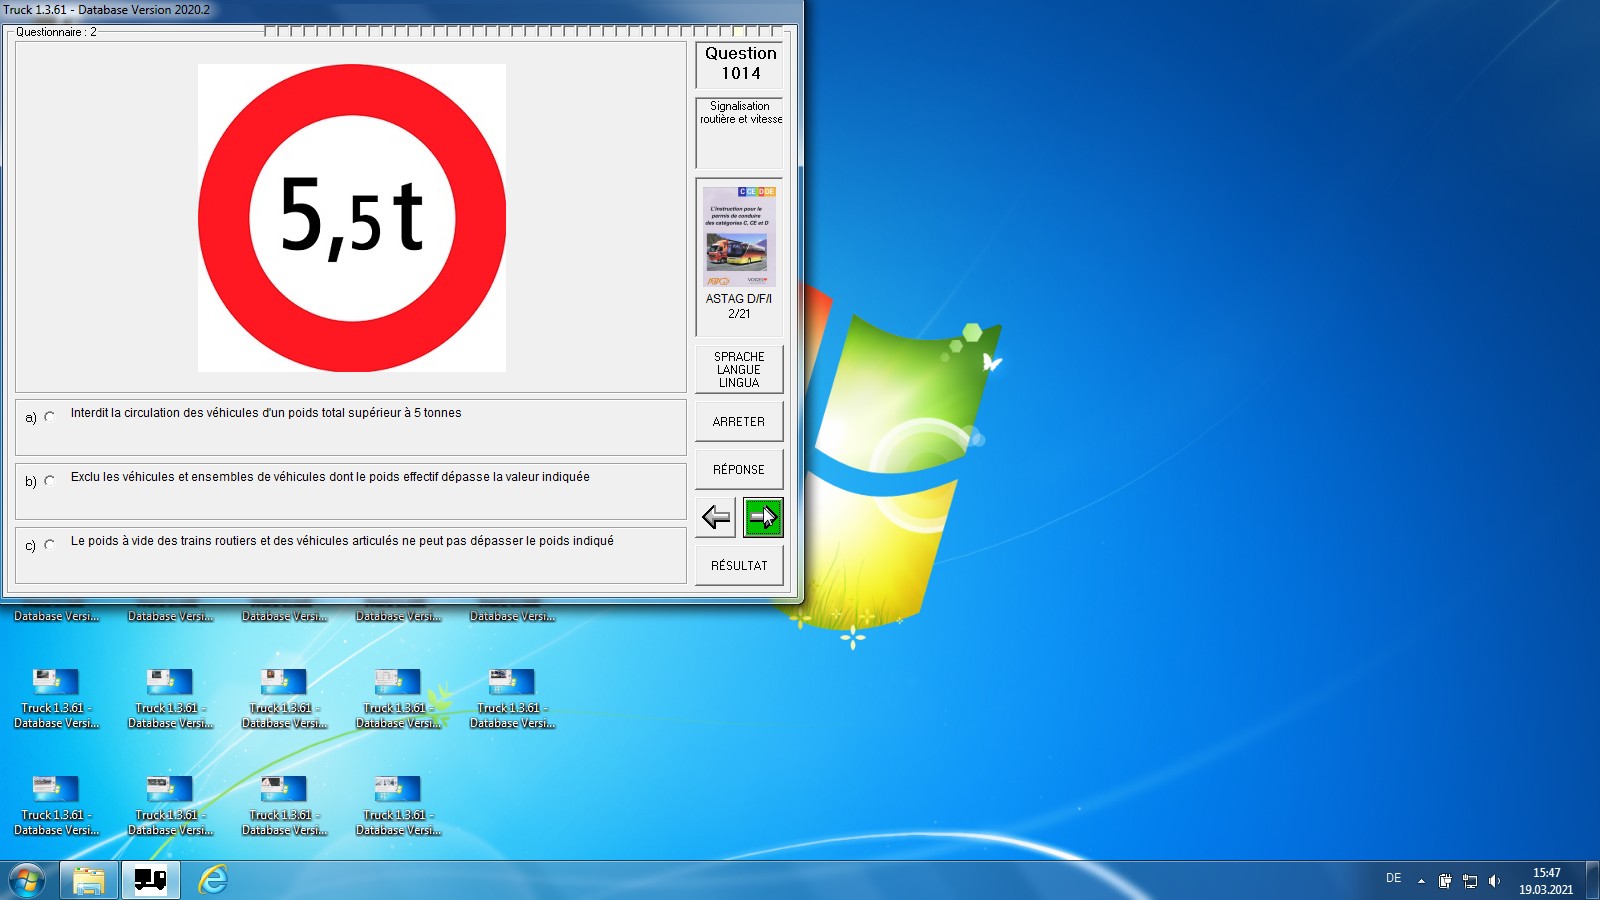 Truck 1.3.61 - Database Version 2020.2
Questionnaire : 2
5,5 t
Question
1014
Signalisation
routière et vitesse
C CE D DE
L'instruction pour le
permis de conduire
des catégories C, CE et D
ASTAG D/F/I
2/21
SPRACHE
LANGUE
LINGUA
ARRETER
RÉPONSE
RÉSULTAT
a) Interdit la circulation des véhicules d'un poids total supérieur à 5 tonnes
b) Exclu les véhicules et ensembles de véhicules dont le poids effectif dépasse la valeur indiquée
c) Le poids à vide des trains routiers et des véhicules articulés ne peut pas dépasser le poids indiqué
Database Versi... Database Versi... Database Versi... Database Versi... Database Versi...
Truck 1.3.61 - Truck 1.3.61 - Truck 1.3.61 - Truck 1.3.61 - Truck 1.3.61 -
Database Versi... Database Versi... Database Versi... Database Versi... Database Versi...
Truck 1.3.61 - Truck 1.3.61 - Truck 1.3.61 - Truck 1.3.61 -
Database Versi... Database Versi... Database Versi... Database Versi...
DE
15:47
19.03.2021